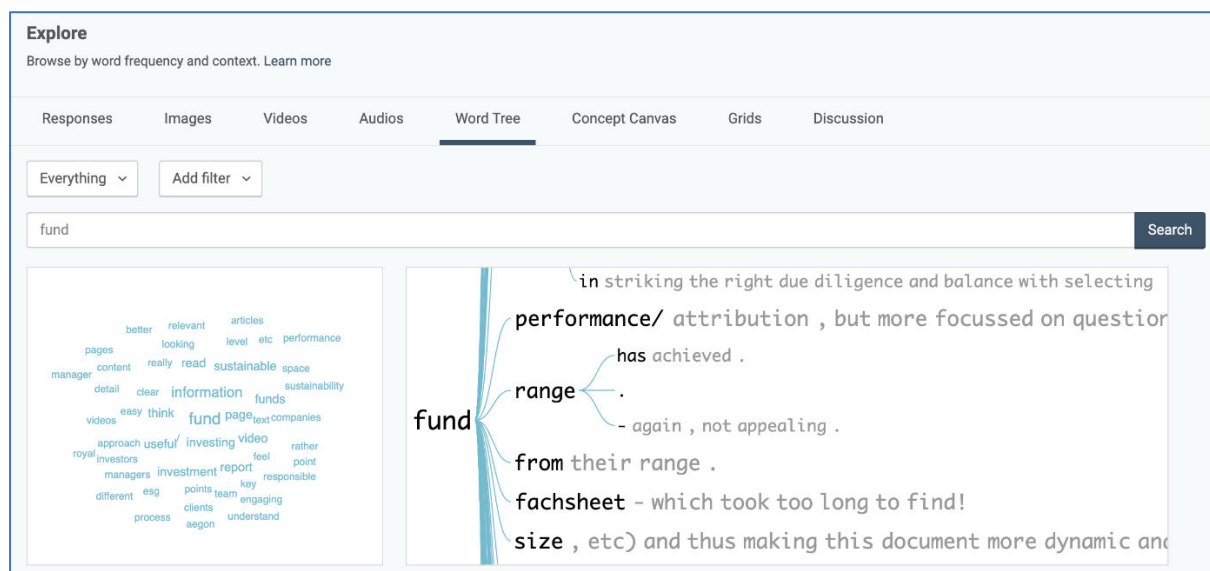 Explore
Browse by word frequency and context. Learn more
Responses Images Videos Audios Word Tree Concept Canvas Grids Discussion
Everything Add filter
fund Search
articles
better relevant
looking level etc performance
pages
content really read sustainable space
manager
detail clear information sustainability
funds
videos easy think fund page text companies
approach useful/ investing video rather
royal investors feel point
managers investment report responsible
key
different esg points team engaging
clients
process understand
aegon
in striking the right due diligence and balance with selecting
performance/ attribution , but more focussed on question
has achieved .
range .
- again , not appealing .
fund
from their range .
fachsheet - which took too long to find!
size , etc) and thus making this document more dynamic and